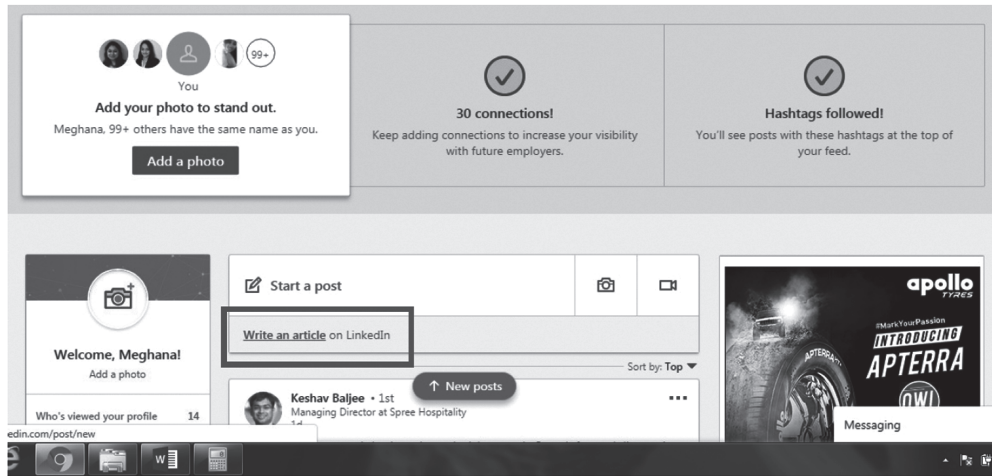 99+
You
Add your photo to stand out.
Meghana, 99+ others have the same name as you.
Add a photo
30 connections!
Keep adding connections to increase your visibility
with future employers.
Hashtags followed!
You'll see posts with these hashtags at the top of
your feed.
Welcome, Meghana!
Add a photo
Who's viewed your profile 14
Start a post
Write an article on LinkedIn
Sort by: Top
↑ New posts
Keshav Baljee • 1st
Managing Director at Spree Hospitality
1d
apollo
TYRES
#MarkYourPassion
INTRODUCING
APTERRA
APTERRA
Messaging
edin.com/post/new
W